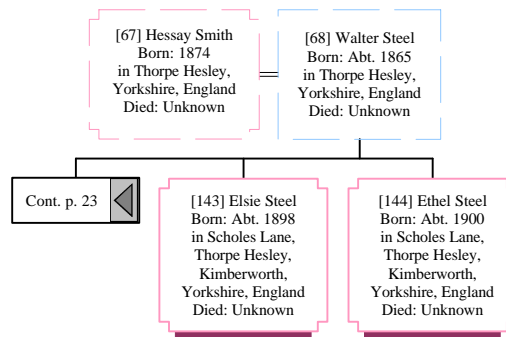 [67] Hessay Smith
Born: 1874
in Thorpe Hesley,
Yorkshire, England
Died: Unknown
[68] Walter Steel
Born: Abt. 1865
in Thorpe Hesley,
Yorkshire, England
Died: Unknown
Cont. p. 23
[143] Elsie Steel
Born: Abt. 1898
in Scholes Lane,
Thorpe Hesley,
Kimberworth,
Yorkshire, England
Died: Unknown
[144] Ethel Steel
Born: Abt. 1900
in Scholes Lane,
Thorpe Hesley,
Kimberworth,
Yorkshire, England
Died: Unknown